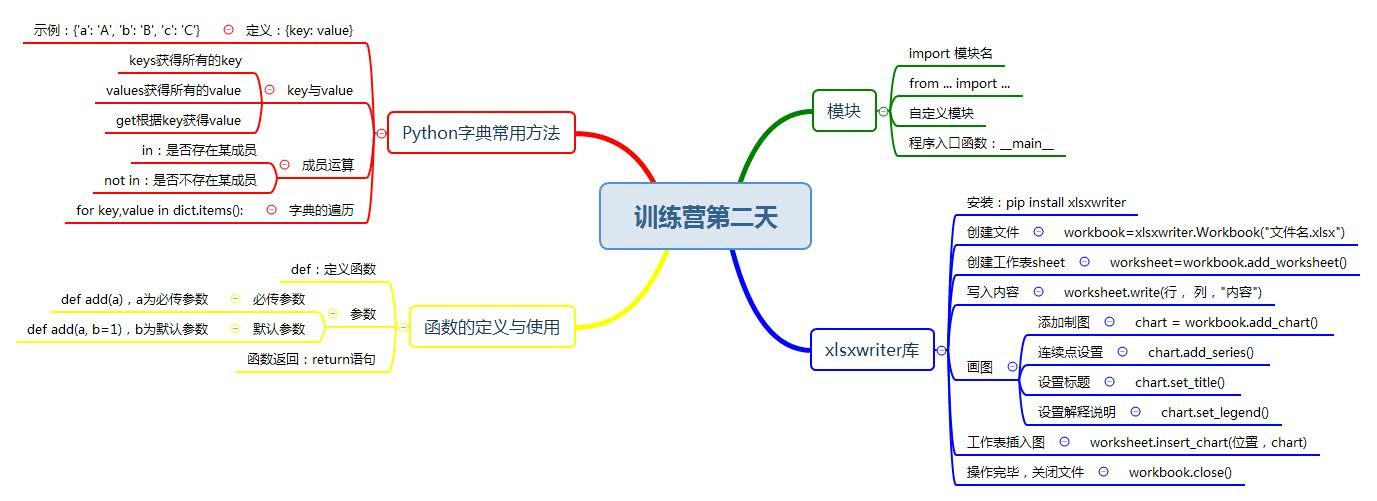 训练营第二天
Python字典常用方法
定义：{key: value}
示例：{'a': 'A', 'b': 'B', 'c': 'C'}
key与value
keys获得所有的key
values获得所有的value
get根据key获得value
成员运算
in：是否存在某成员
not in：是否不存在某成员
字典的遍历
for key,value in dict.items():
函数的定义与使用
def：定义函数
参数
必传参数
def add(a)，a为必传参数
默认参数
def add(a, b=1)，b为默认参数
函数返回：return语句
模块
import 模块名
from ... import ...
自定义模块
程序入口函数：__main__
xlsxwriter库
安装：pip install xlsxwriter
创建文件
workbook=xlsxwriter.Workbook("文件名.xlsx")
创建工作表sheet
worksheet=workbook.add_worksheet()
写入内容
worksheet.write(行， 列，"内容")
画图
添加制图
chart = workbook.add_chart()
连续点设置
chart.add_series()
设置标题
chart.set_title()
设置解释说明
chart.set_legend()
工作表插入图
worksheet.insert_chart(位置，chart)
操作完毕，关闭文件
workbook.close()